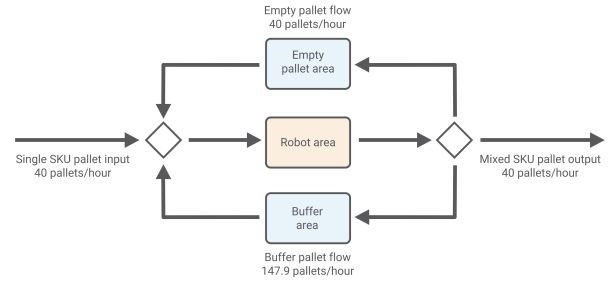 Empty pallet flow
40 pallets/hour
Empty
pallet area
Robot area
Single SKU pallet input
40 pallets/hour
Mixed SKU pallet output
40 pallets/hour
Buffer
area
Buffer pallet flow
147.9 pallets/hour